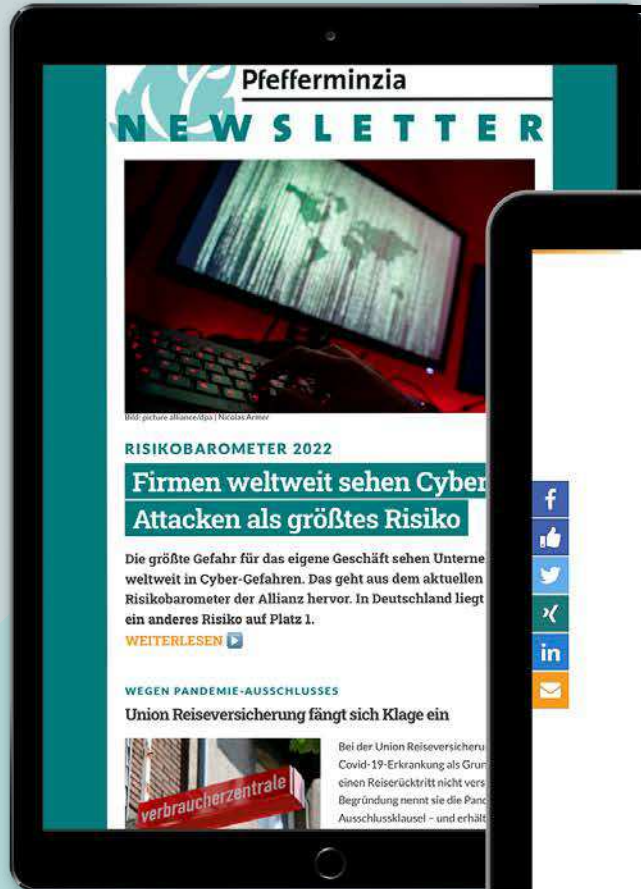 Pfefferminzia
NEWSLETTER
Bild: picture alliance/dpa | Nicolas Armer
RISIKOBAROMETER 2022
Firmen weltweit sehen Cyber
Attacken als größtes Risiko
Die größte Gefahr für das eigene Geschäft sehen Unterne
weltweit in Cyber-Gefahren. Das geht aus dem aktuellen
Risikobarometer der Allianz hervor. In Deutschland liegt
ein anderes Risiko auf Platz 1.
WEITERLESEN
WEGEN PANDEMIE-AUSSCHLUSSES
Union Reiseversicherung fängt sich Klage ein
Bei der Union Reiseversicheru
Covid-19-Erkrankung als Grun
einen Reiserücktritt nicht vers
Begründung nennt sie die Pand
Ausschlussklausel – und erhält
verbraucherzentrale
f
in